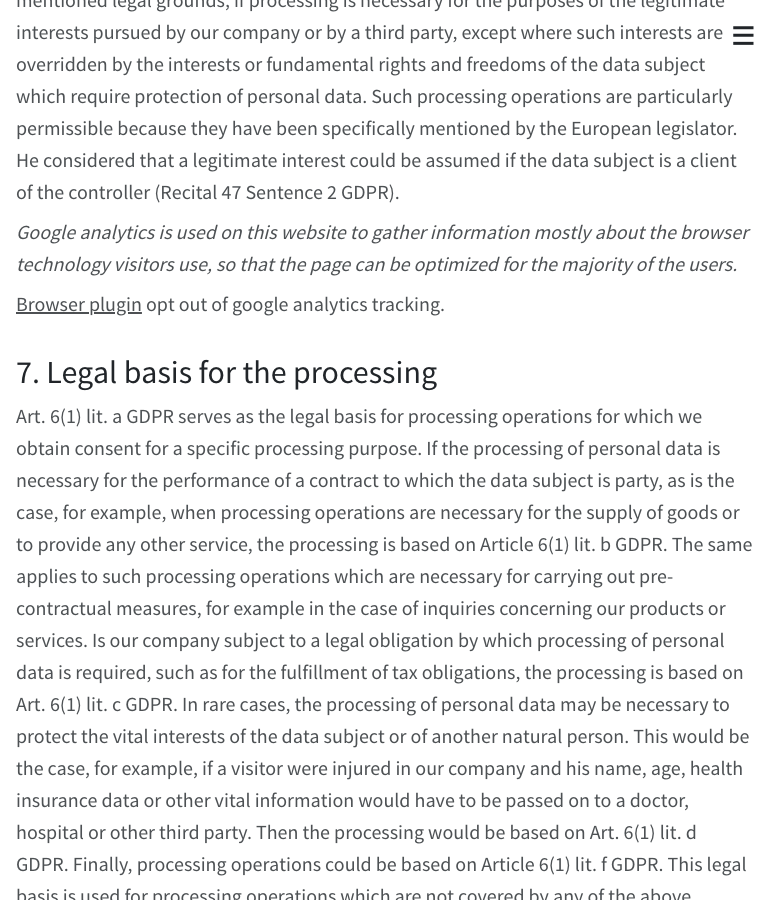 mentioned legal grounds, if processing is necessary for the purposes of the legitimate
interests pursued by our company or by a third party, except where such interests are
overridden by the interests or fundamental rights and freedoms of the data subject
which require protection of personal data. Such processing operations are particularly
permissible because they have been specifically mentioned by the European legislator.
He considered that a legitimate interest could be assumed if the data subject is a client
of the controller (Recital 47 Sentence 2 GDPR).
Google analytics is used on this website to gather information mostly about the browser
technology visitors use, so that the page can be optimized for the majority of the users.
Browser plugin opt out of google analytics tracking.
7. Legal basis for the processing
Art. 6(1) lit. a GDPR serves as the legal basis for processing operations for which we
obtain consent for a specific processing purpose. If the processing of personal data is
necessary for the performance of a contract to which the data subject is party, as is the
case, for example, when processing operations are necessary for the supply of goods or
to provide any other service, the processing is based on Article 6(1) lit. b GDPR. The same
applies to such processing operations which are necessary for carrying out pre-
contractual measures, for example in the case of inquiries concerning our products or
services. Is our company subject to a legal obligation by which processing of personal
data is required, such as for the fulfillment of tax obligations, the processing is based on
Art. 6(1) lit. c GDPR. In rare cases, the processing of personal data may be necessary to
protect the vital interests of the data subject or of another natural person. This would be
the case, for example, if a visitor were injured in our company and his name, age, health
insurance data or other vital information would have to be passed on to a doctor,
hospital or other third party. Then the processing would be based on Art. 6(1) lit. d
GDPR. Finally, processing operations could be based on Article 6(1) lit. f GDPR. This legal
basis is used for processing operations which are not covered by any of the above